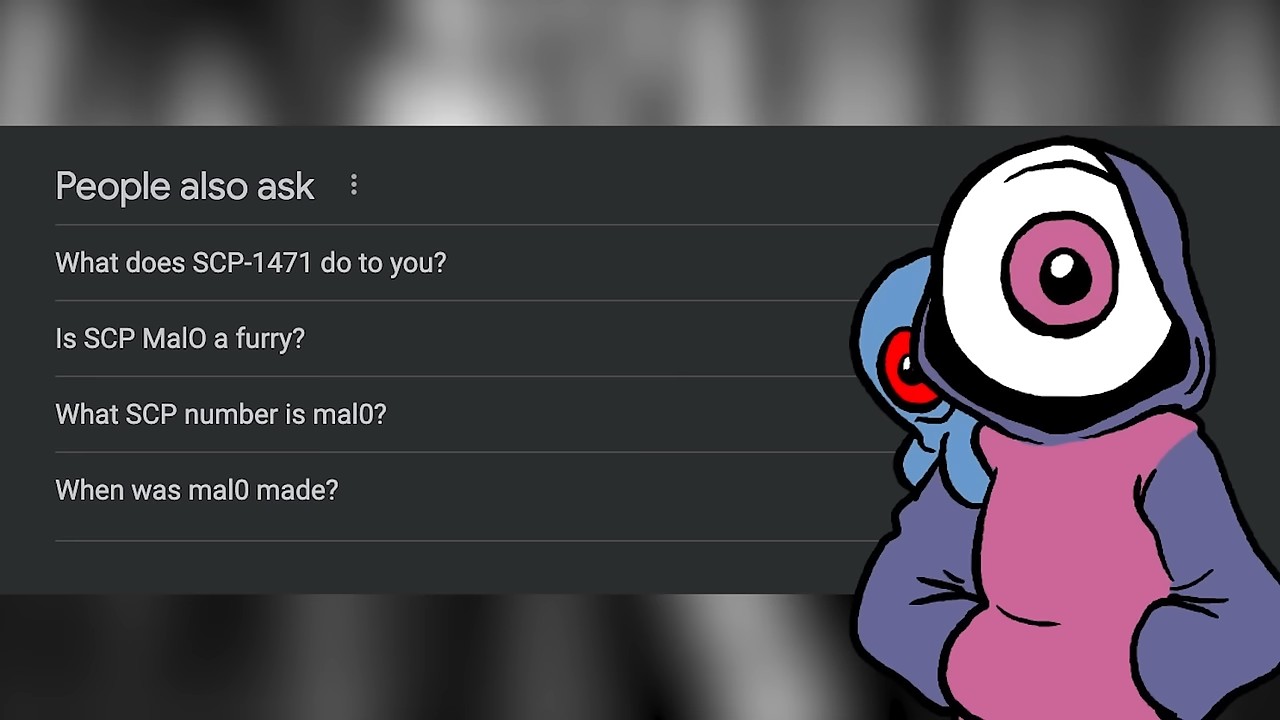 People also ask
What does SCP-1471 do to you?
Is SCP MalO a furry?
What SCP number is mal0?
When was mal0 made?